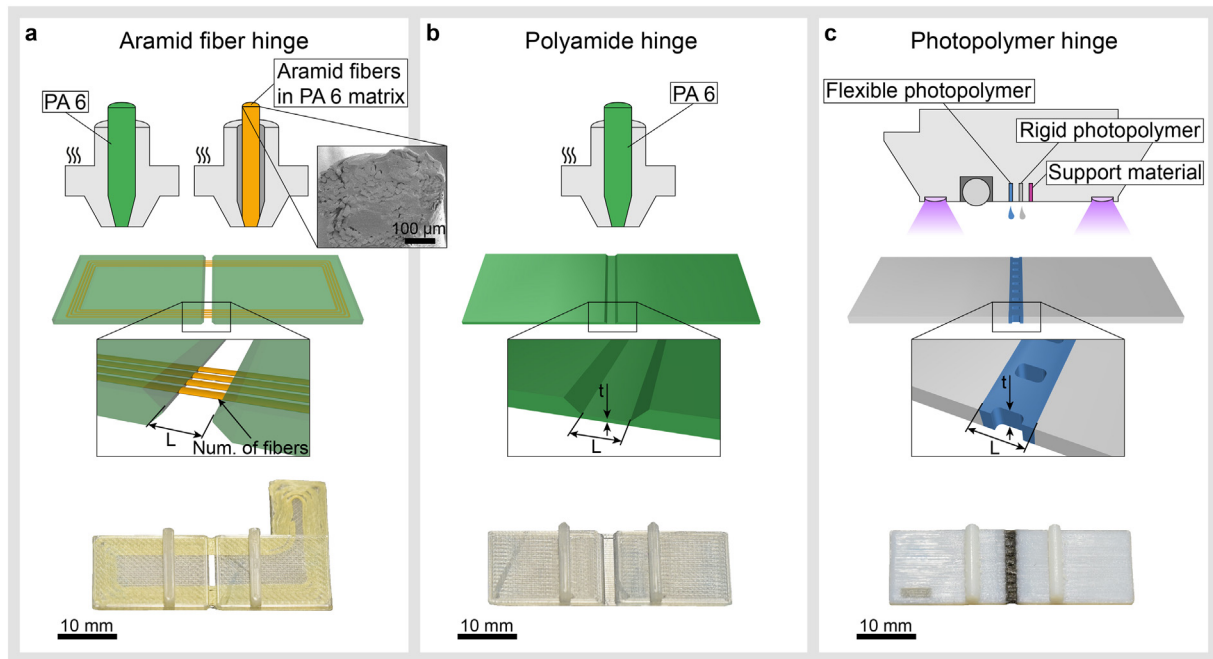 a
Aramid fiber hinge
PA 6
Aramid fibers
in PA 6 matrix
100 µm
L
Num. of fibers
10 mm
b
Polyamide hinge
PA 6
t
L
10 mm
c
Photopolymer hinge
Flexible photopolymer
Rigid photopolymer
Support material
t
L
10 mm